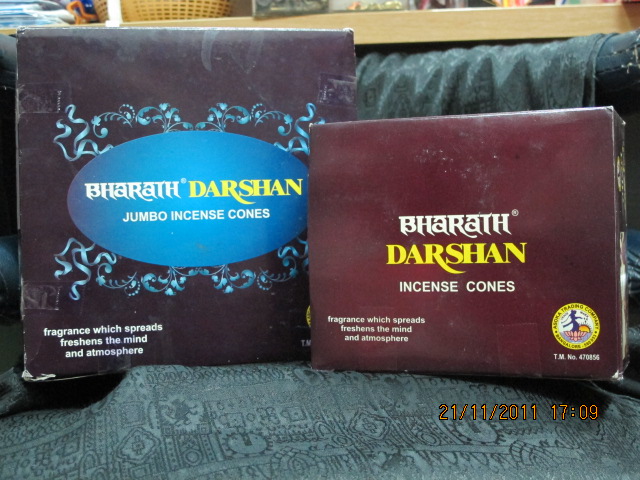 BHARATH® DARSHAN
JUMBO INCENSE CONES
fragrance which spreads
freshens the mind
and atmosphere
T.M.
BHARATH®
DARSHAN
INCENSE CONES
fragrance which spreads
freshens the mind
and atmosphere
T.M. No. 470856
21/11/2011 17:09